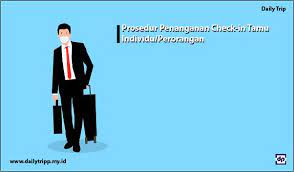 Daily Trip
Prosedur Penanganan Check-in Tamu
Individu/Perorangan
www.dailytripp.my.id